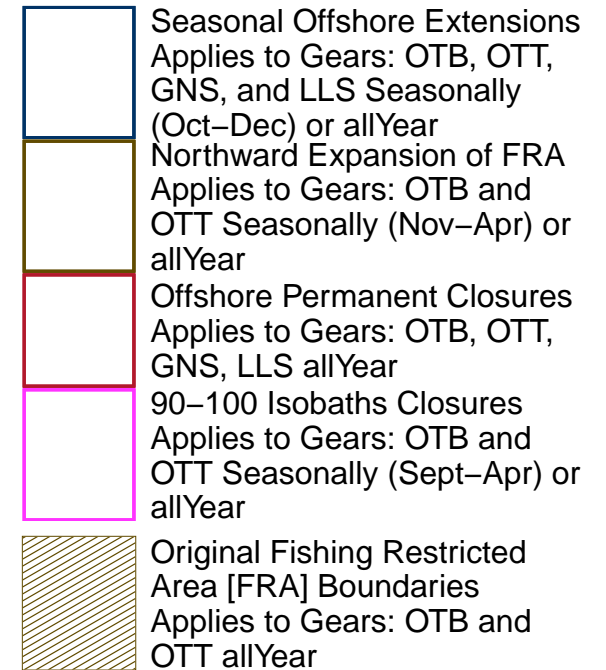 Seasonal Offshore Extensions
Applies to Gears: OTB, OTT,
GNS, and LLS Seasonally
(Oct−Dec) or allYear
Northward Expansion of FRA
Applies to Gears: OTB and
OTT Seasonally (Nov−Apr) or
allYear
Offshore Permanent Closures
Applies to Gears: OTB, OTT,
GNS, LLS allYear
90−100 Isobaths Closures
Applies to Gears: OTB and
OTT Seasonally (Sept−Apr) or
allYear
Original Fishing Restricted
Area [FRA] Boundaries
Applies to Gears: OTB and
OTT allYear